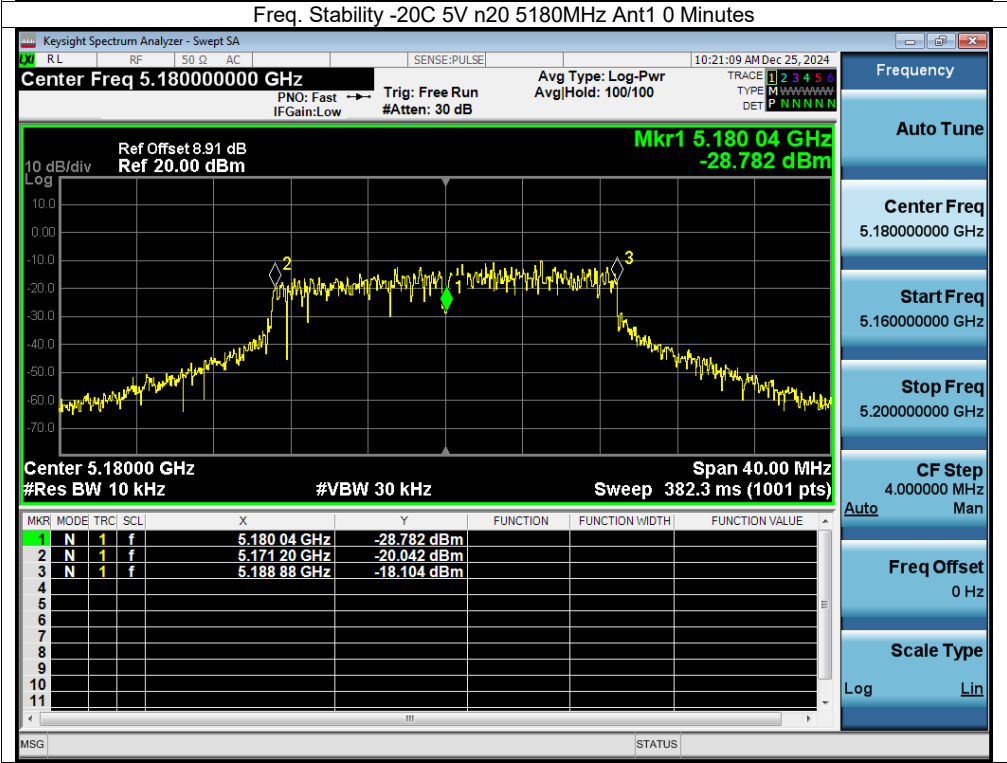 Freq. Stability -20C 5V n20 5180MHz Ant1 0 Minutes
Keysight Spectrum Analyzer - Swept SA
LXI RL RF 50 Ω AC SENSE:PULSE 10:21:09 AM Dec 25, 2024
Center Freq 5.180000000 GHz
PNO: Fast
IFGain:Low
Trig: Free Run
#Atten: 30 dB
Avg Type: Log-Pwr
Avg|Hold: 100/100
TRACE 1 2 3 4 5 6
TYPE M WWWWW
DET P N N N N N
Mkr1 5.180 04 GHz
-28.782 dBm
Ref Offset 8.91 dB
10 dB/div Ref 20.00 dBm
Log
10.0
0.00
-10.0
-20.0
-30.0
-40.0
-50.0
-60.0
-70.0
2
1
3
Center 5.18000 GHz Span 40.00 MHz
#Res BW 10 kHz #VBW 30 kHz Sweep 382.3 ms (1001 pts)
MKR MODE TRC SCL X Y FUNCTION FUNCTION WIDTH FUNCTION VALUE
1 N 1 f 5.180 04 GHz -28.782 dBm
2 N 1 f 5.171 20 GHz -20.042 dBm
3 N 1 f 5.188 88 GHz -18.104 dBm
4
5
6
7
8
9
10
11
MSG STATUS
Frequency
Auto Tune
Center Freq
5.180000000 GHz
Start Freq
5.160000000 GHz
Stop Freq
5.200000000 GHz
CF Step
4.000000 MHz
Auto Man
Freq Offset
0 Hz
Scale Type
Log Lin